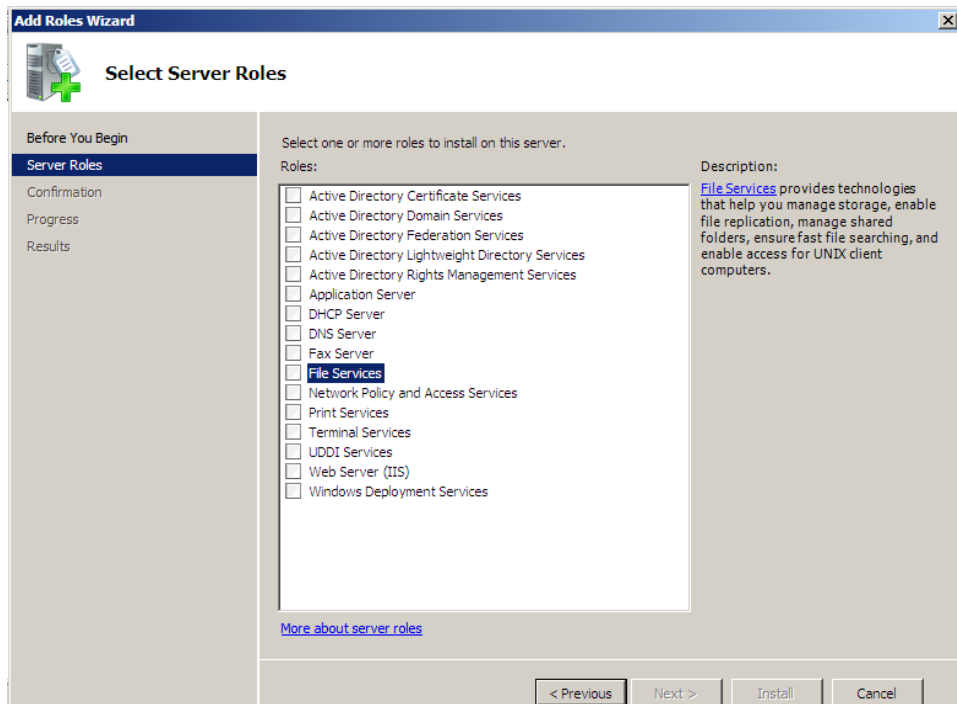 Add Roles Wizard
Select Server Roles
Before You Begin
Server Roles
Confirmation
Progress
Results
Select one or more roles to install on this server.
Roles:
Active Directory Certificate Services
Active Directory Domain Services
Active Directory Federation Services
Active Directory Lightweight Directory Services
Active Directory Rights Management Services
Application Server
DHCP Server
DNS Server
Fax Server
File Services
Network Policy and Access Services
Print Services
Terminal Services
UDDI Services
Web Server (IIS)
Windows Deployment Services
More about server roles
Description:
File Services provides technologies
that help you manage storage, enable
file replication, manage shared
folders, ensure fast file searching, and
enable access for UNIX client
computers.
< Previous
Next >
Install
Cancel